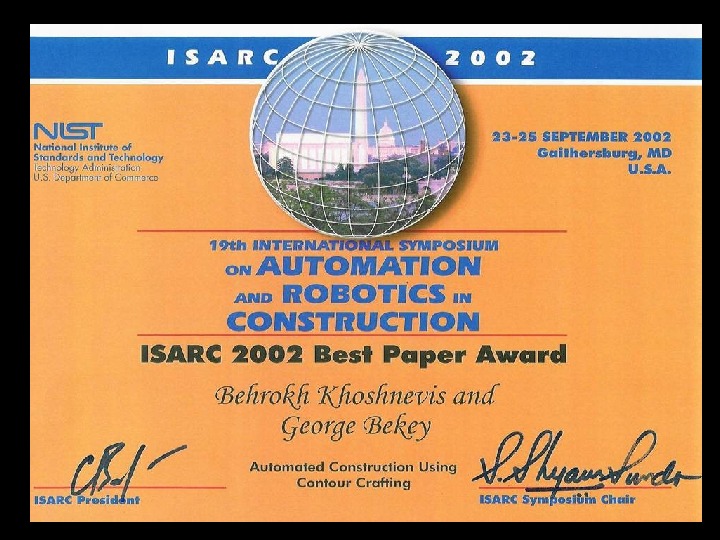 ISARC 2002
NIST
National Institute of
Standards and Technology
Technology Administration
U.S. Department of Commerce
23-25 SEPTEMBER 2002
Gaithersburg, MD
U.S.A.
19th INTERNATIONAL SYMPOSIUM
ON AUTOMATION
AND ROBOTICS IN
CONSTRUCTION
ISARC 2002 Best Paper Award
Behrokh Khoshnevis and
George Bekey
Automated Construction Using
Contour Crafting
ISARC President
ISARC Symposium Chair